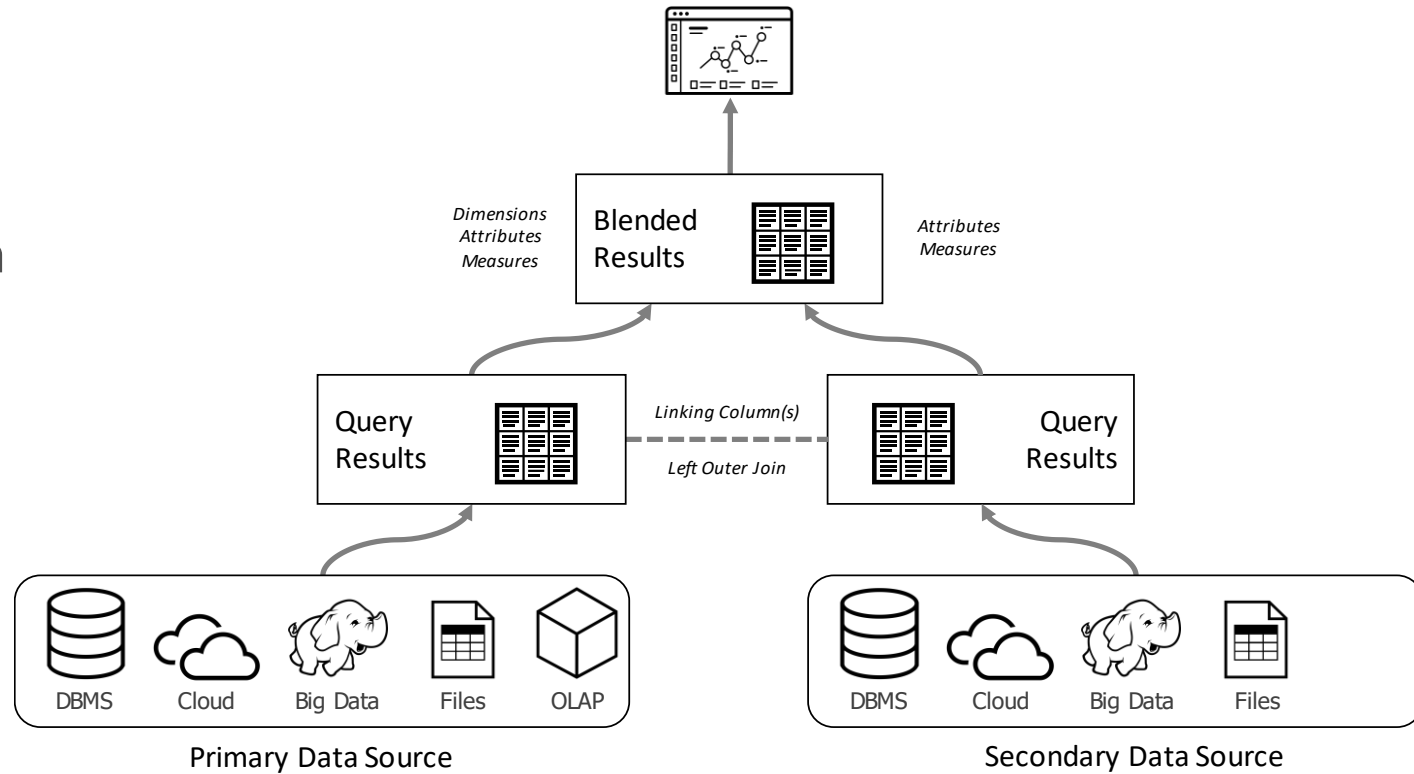 Dimensions
Attributes
Measures
Blended
Results
Attributes
Measures
Query
Results
Linking Column(s)
Left Outer Join
Query
Results
DBMS
Cloud
Big Data
Files
OLAP
DBMS
Cloud
Big Data
Files
Primary Data Source
Secondary Data Source